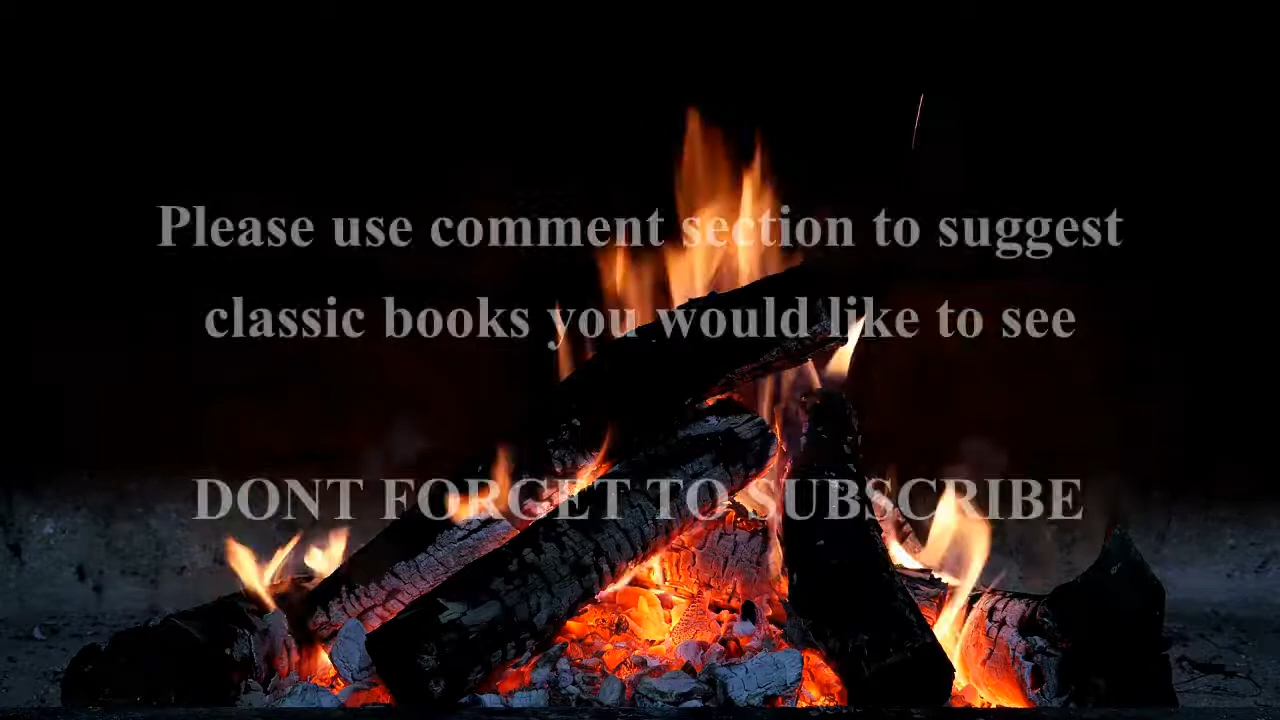 Please use comment section to suggest
classic books you would like to see
DONT FORGET TO SUBSCRIBE